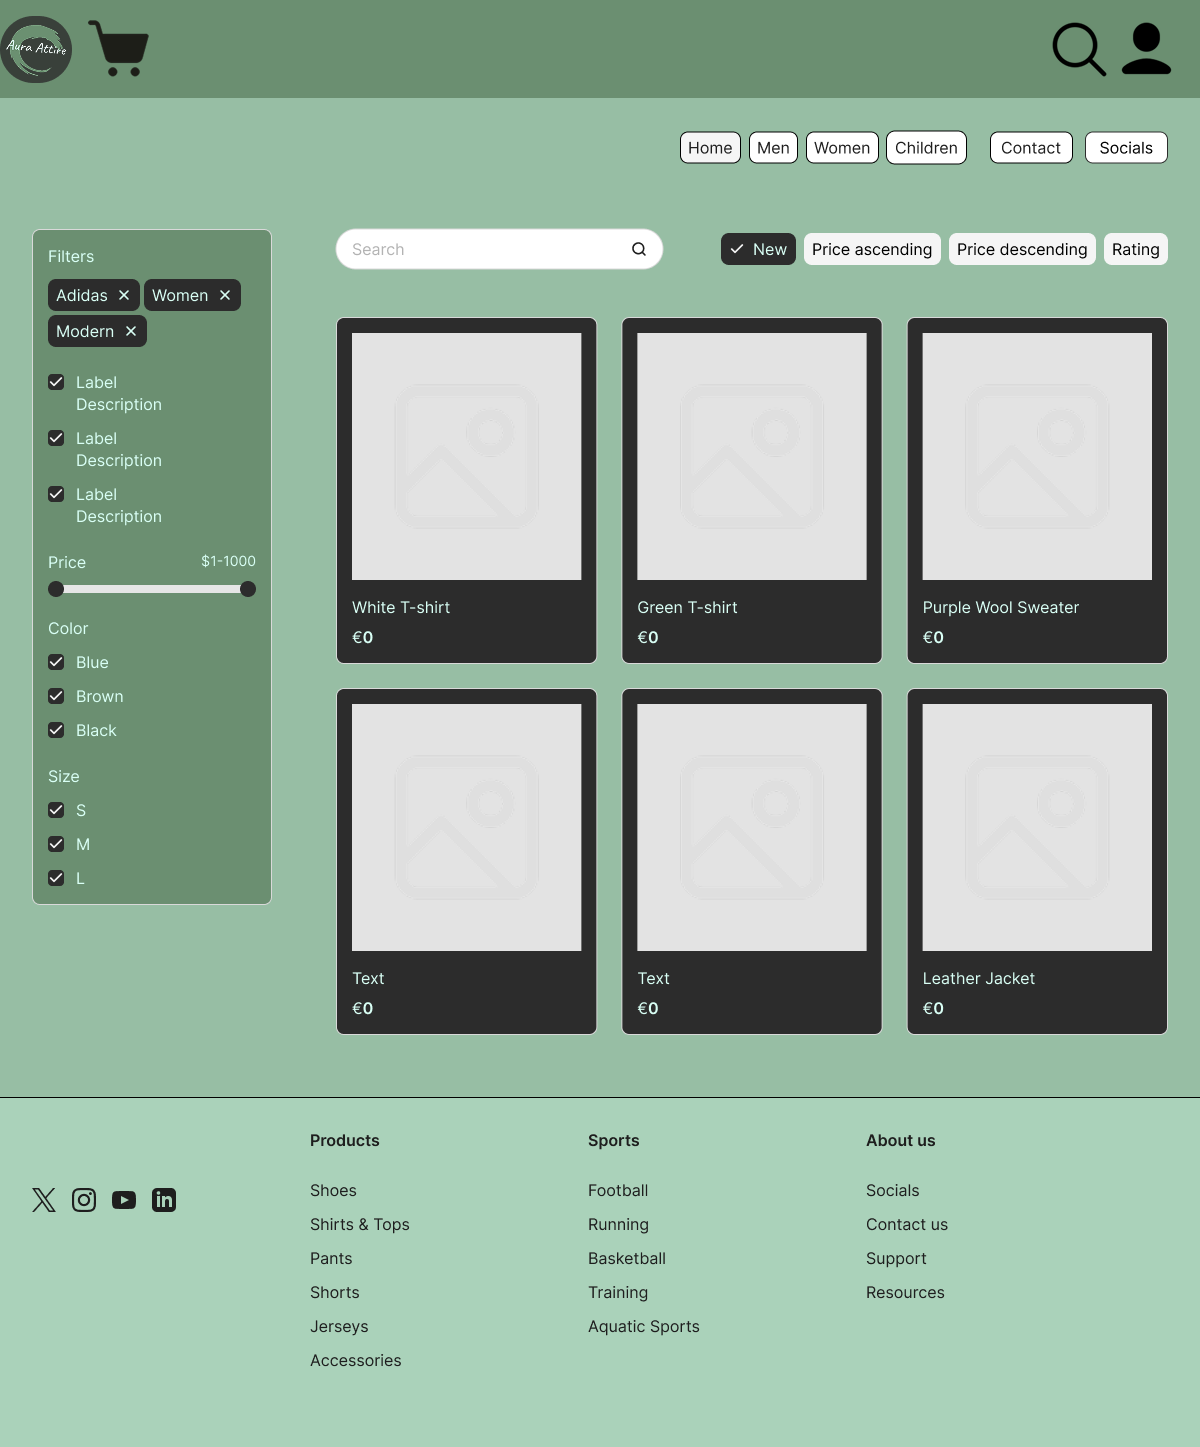 Aura Attire
Home
Men
Women
Children
Contact
Socials
Filters
Adidas
Women
Modern
Label
Description
Label
Description
Label
Description
Price
$1-1000
Color
Blue
Brown
Black
Size
S
M
L
Search
New
Price ascending
Price descending
Rating
White T-shirt
€0
Green T-shirt
€0
Purple Wool Sweater
€0
Text
€0
Text
€0
Leather Jacket
€0
Products
Shoes
Shirts & Tops
Pants
Shorts
Jerseys
Accessories
Sports
Football
Running
Basketball
Training
Aquatic Sports
About us
Socials
Contact us
Support
Resources